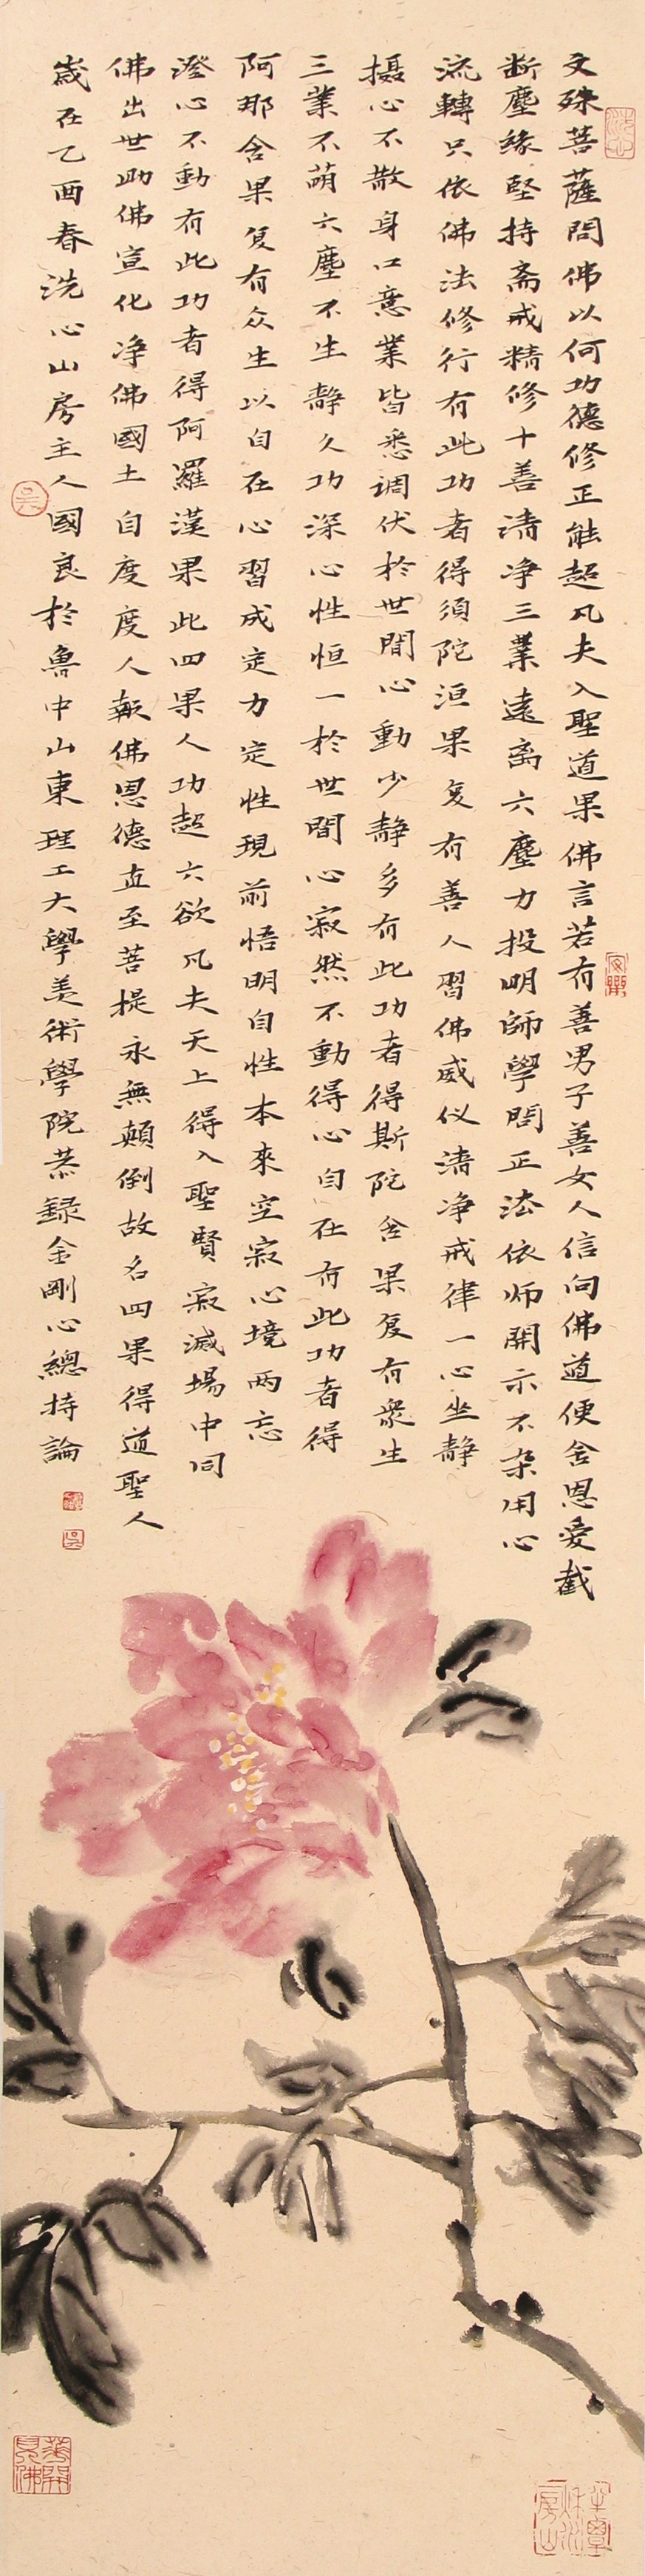 文殊菩薩問佛以何功德修正能超凡夫入聖道果佛言若有善男子善女人信向佛道便舍恩爱截
断塵緣堅持斋戒精修十善清净三業遠离六塵力投明師學問正法依师開示不杂用心
流轉只依佛法修行有此功者得須陀洹果复有善人習佛威仪清净戒律一心坐静
摄心不散身口意業皆悉调伏於世間心動少静多有此功者得斯陀舍果复有衆生
三業不萌六塵不生静久功深心性恒一於世間心寂然不動得心自在有此功者得
阿那舍果复有众生以自在心習成定力定性現前悟明自性本來空寂心境两忘
澄心不動有此功者得阿羅漢果此四果人功超六欲凡夫天上得入聖賢寂滅場中同
佛出世助佛宣化净佛國土自度度人報佛恩德直至菩提永無顛倒故名四果得道聖人
歲在乙酉春洗心山房主人國良於魯中山東理工大學美術學院恭録金剛心總持論
吴
華開見佛